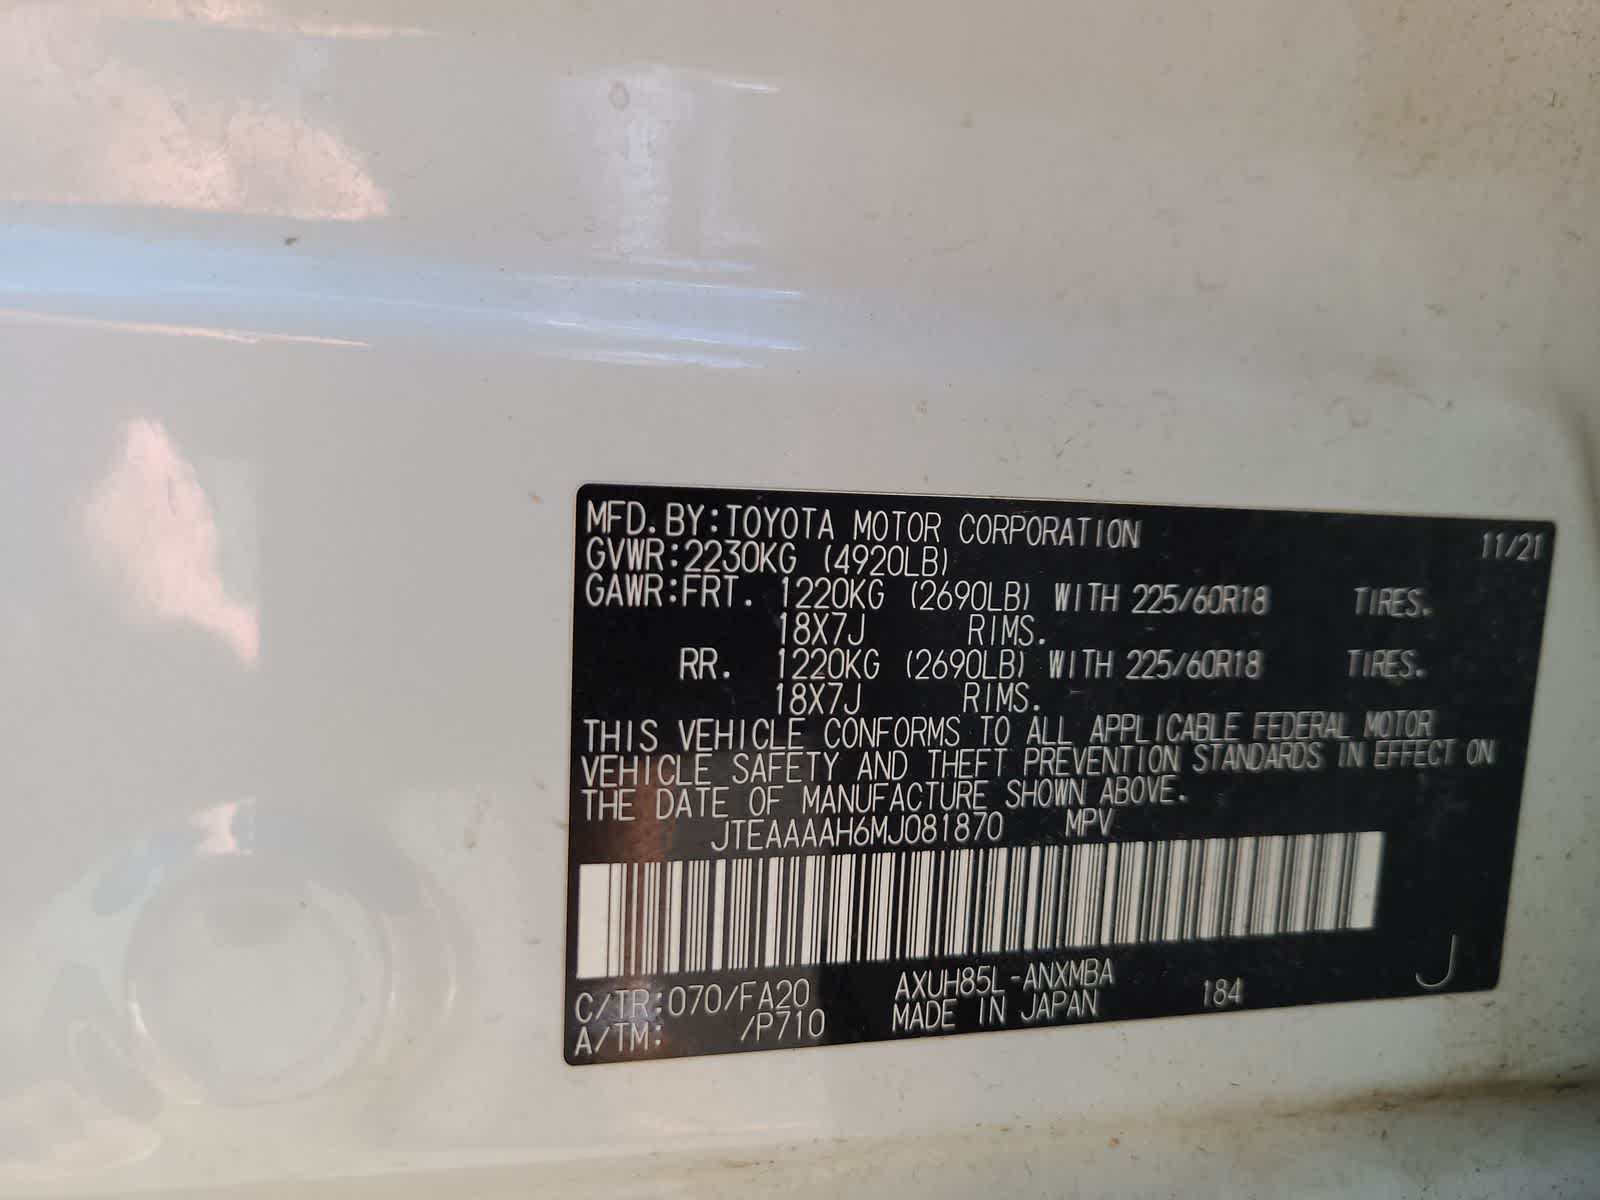 MFD. BY: TOYOTA MOTOR CORPORATION 11/21
GVWR: 2230KG (4920LB)
GAWR: FRT. 1220KG (2690LB) WITH 225/60R18 TIRES.
18X7J RIMS.
RR. 1220KG (2690LB) WITH 225/60R18 TIRES.
18X7J RIMS.
THIS VEHICLE CONFORMS TO ALL APPLICABLE FEDERAL MOTOR
VEHICLE SAFETY AND THEFT PREVENTION STANDARDS IN EFFECT ON
THE DATE OF MANUFACTURE SHOWN ABOVE.
JTEAAAAH6MJ081870 MPV
C/TR: 070/FA20 AXUH85L-ANXMBA 184 J
A/TM: /P710 MADE IN JAPAN